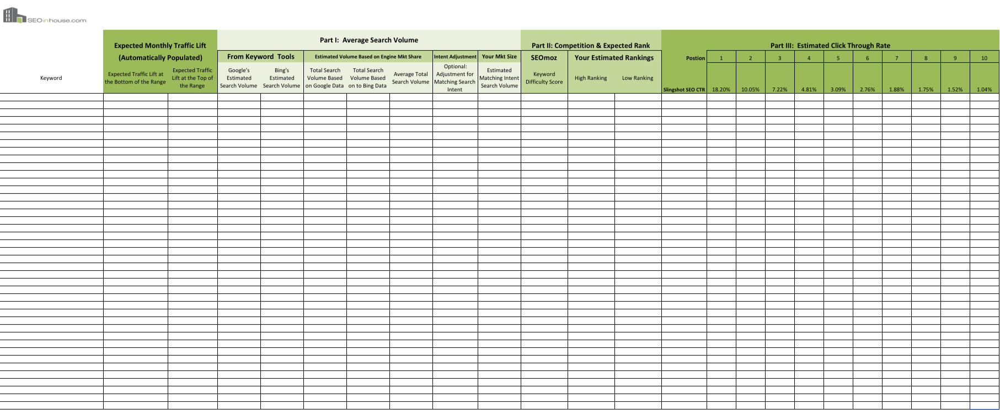 SEOinhouse.com
Expected Monthly Traffic Lift
(Automatically Populated)
Part I:  Average Search Volume
Part II: Competition & Expected Rank
Part III:  Estimated Click Through Rate
From Keyword  Tools
Estimated Volume Based on Engine Mkt Share
Intent Adjustment
Your Mkt Size
SEOmoz
Your Estimated Rankings
Postion
1
2
3
4
5
6
7
8
9
10
Keyword
Expected Traffic Lift at
the Bottom of the Range
Expected Traffic
Lift at the Top of
the Range
Google's
Estimated
Search Volume
Bing's
Estimated
Search Volume
Total Search
Volume Based
on Google Data
Total Search
Volume Based
on to Bing Data
Average Total
Search Volume
Optional:
Adjustment for
Matching Search
Intent
Estimated
Matching Intent
Search Volume
Keyword
Difficulty Score
High Ranking
Low Ranking
Slingshot SEO CTR
18.20%
10.05%
7.22%
4.81%
3.09%
2.76%
1.88%
1.75%
1.52%
1.04%